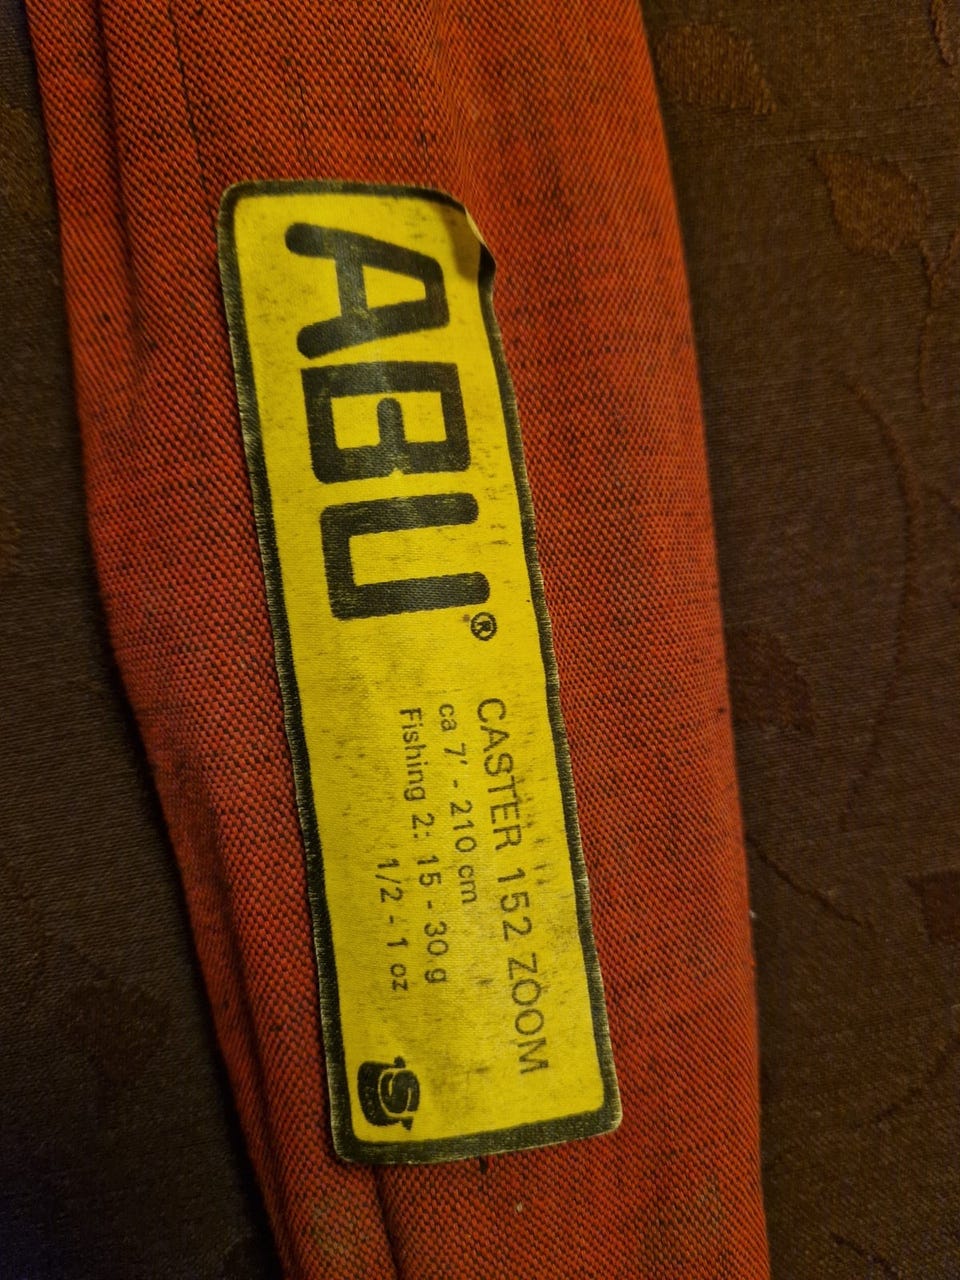 ABU®
CASTER 152 ZOOM
ca 7' - 210 cm
Fishing 2: 15 - 30 g
1/2 - 1 oz